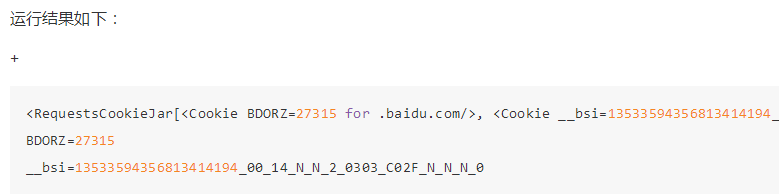 运行结果如下：
+
<RequestsCookieJar[<Cookie BDORZ=27315 for .baidu.com/>, <Cookie __bsi=13533594356813414194_
BDORZ=27315
__bsi=13533594356813414194_00_14_N_N_2_0303_C02F_N_N_N_0